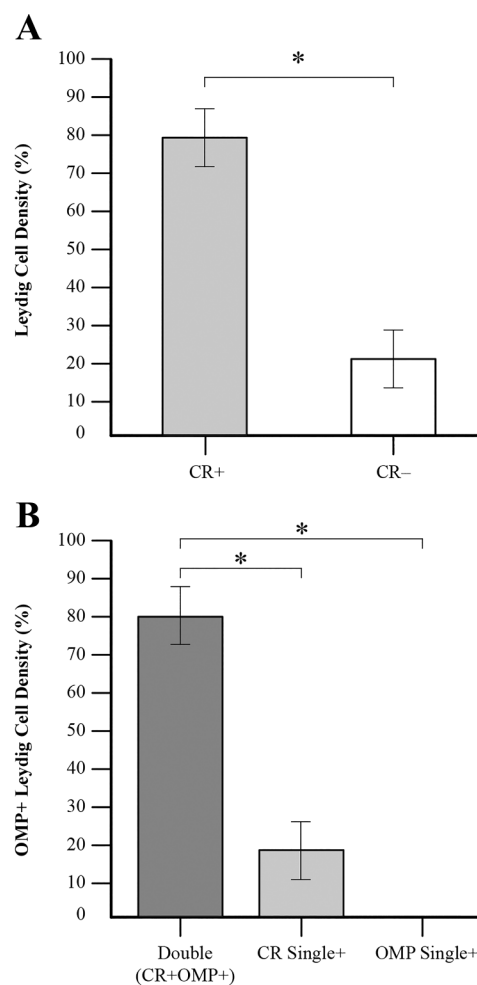 A
*
Leydig Cell Density (%)
100
90
80
70
60
50
40
30
20
10
0
CR+
CR–
B
*
*
OMP+ Leydig Cell Density (%)
100
90
80
70
60
50
40
30
20
10
0
Double
(CR+OMP+)
CR Single+
OMP Single+